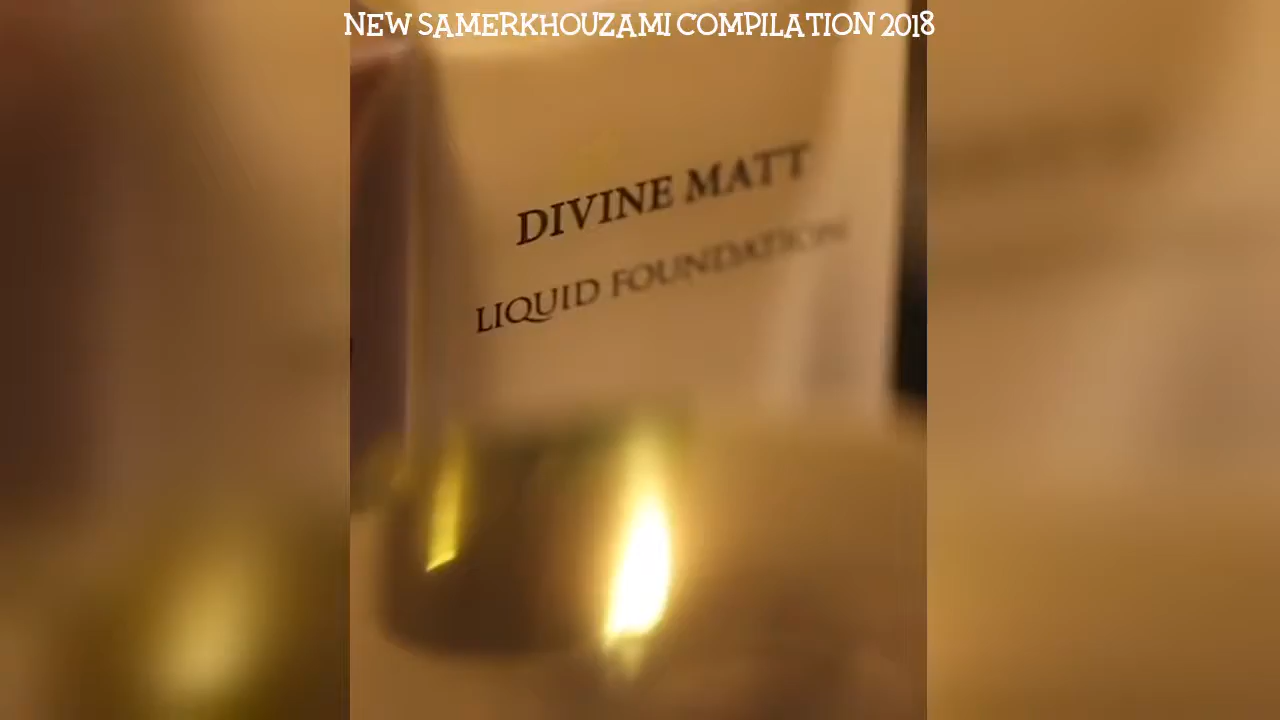 NEW SAMERKHOUZAMI COMPILATION 2018
DIVINE MATT
LIQUID FOUNDATION